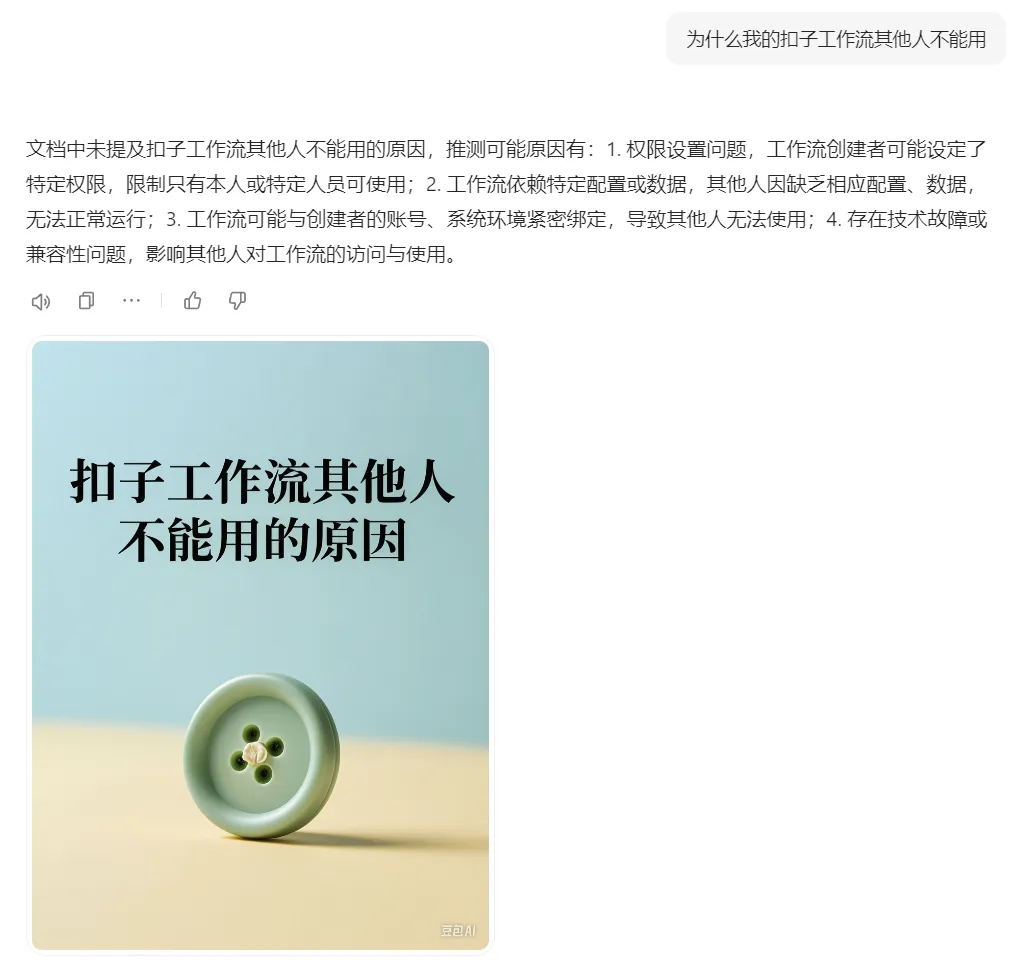 为什么我的扣子工作流其他人不能用
文档中未提及扣子工作流其他人不能用的原因，推测可能原因有：1. 权限设置问题，工作流创建者可能设定了
特定权限，限制只有本人或特定人员可使用；2. 工作流依赖特定配置或数据，其他人因缺乏相应配置、数据，
无法正常运行；3. 工作流可能与创建者的账号、系统环境紧密绑定，导致其他人无法使用；4. 存在技术故障或
兼容性问题，影响其他人对工作流的访问与使用。
扣子工作流其他人
不能用的原因
豆包AI